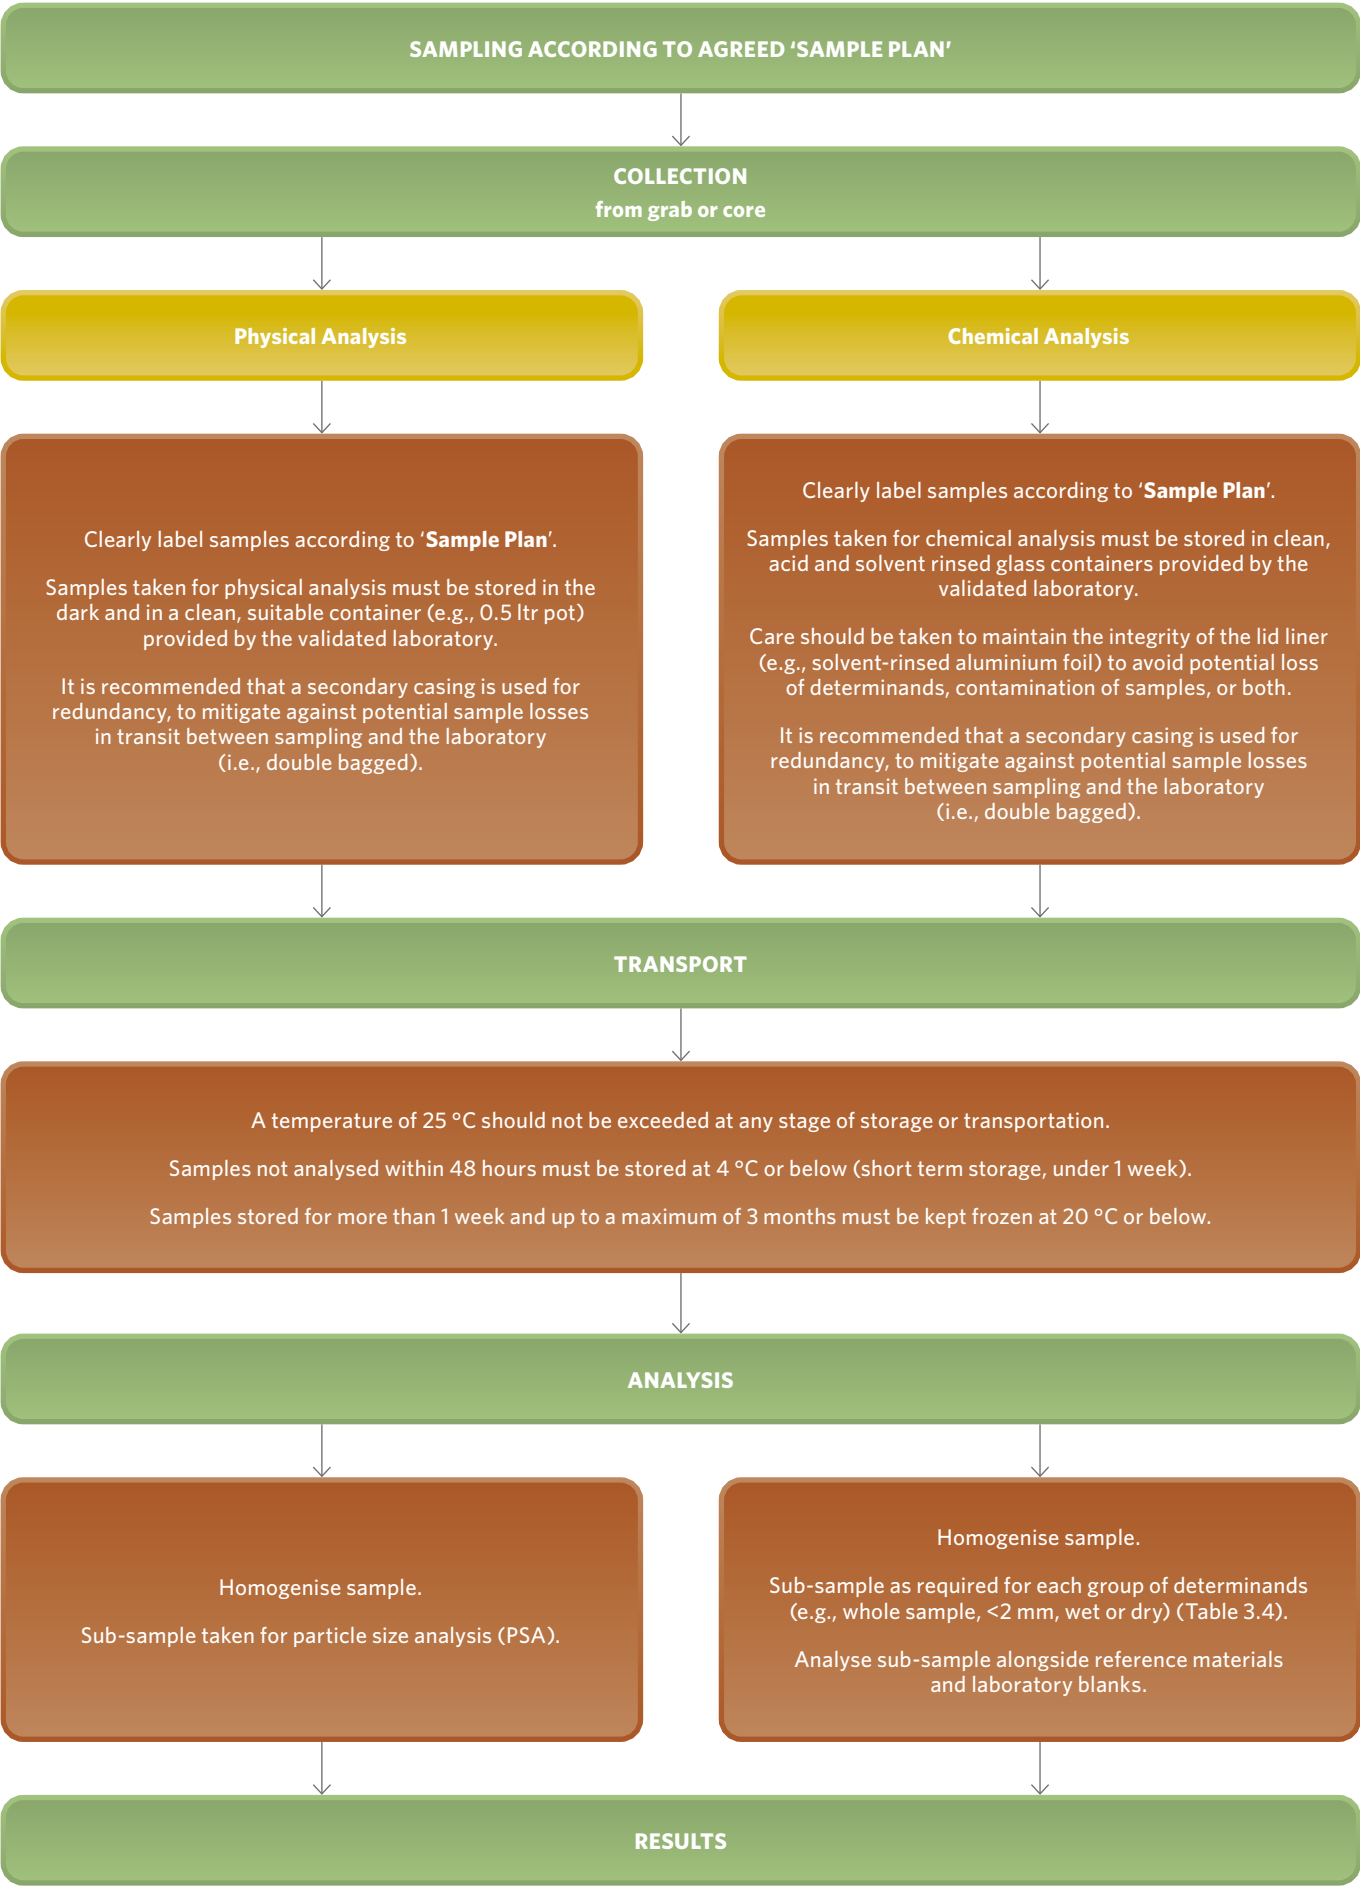 SAMPLING ACCORDING TO AGREED ‘SAMPLE PLAN’
COLLECTION
from grab or core
Physical Analysis
Chemical Analysis
Clearly label samples according to ‘Sample Plan’.
Samples taken for physical analysis must be stored in the
dark and in a clean, suitable container (e.g., 0.5 ltr pot)
provided by the validated laboratory.
It is recommended that a secondary casing is used for
redundancy, to mitigate against potential sample losses
in transit between sampling and the laboratory
(i.e., double bagged).
Clearly label samples according to ‘Sample Plan’.
Samples taken for chemical analysis must be stored in clean,
acid and solvent rinsed glass containers provided by the
validated laboratory.
Care should be taken to maintain the integrity of the lid liner
(e.g., solvent-rinsed aluminium foil) to avoid potential loss
of determinands, contamination of samples, or both.
It is recommended that a secondary casing is used for
redundancy, to mitigate against potential sample losses
in transit between sampling and the laboratory
(i.e., double bagged).
TRANSPORT
A temperature of 25 °C should not be exceeded at any stage of storage or transportation.
Samples not analysed within 48 hours must be stored at 4 °C or below (short term storage, under 1 week).
Samples stored for more than 1 week and up to a maximum of 3 months must be kept frozen at 20 °C or below.
ANALYSIS
Homogenise sample.
Sub-sample taken for particle size analysis (PSA).
Homogenise sample.
Sub-sample as required for each group of determinands
(e.g., whole sample, <2 mm, wet or dry) (Table 3.4).
Analyse sub-sample alongside reference materials
and laboratory blanks.
RESULTS